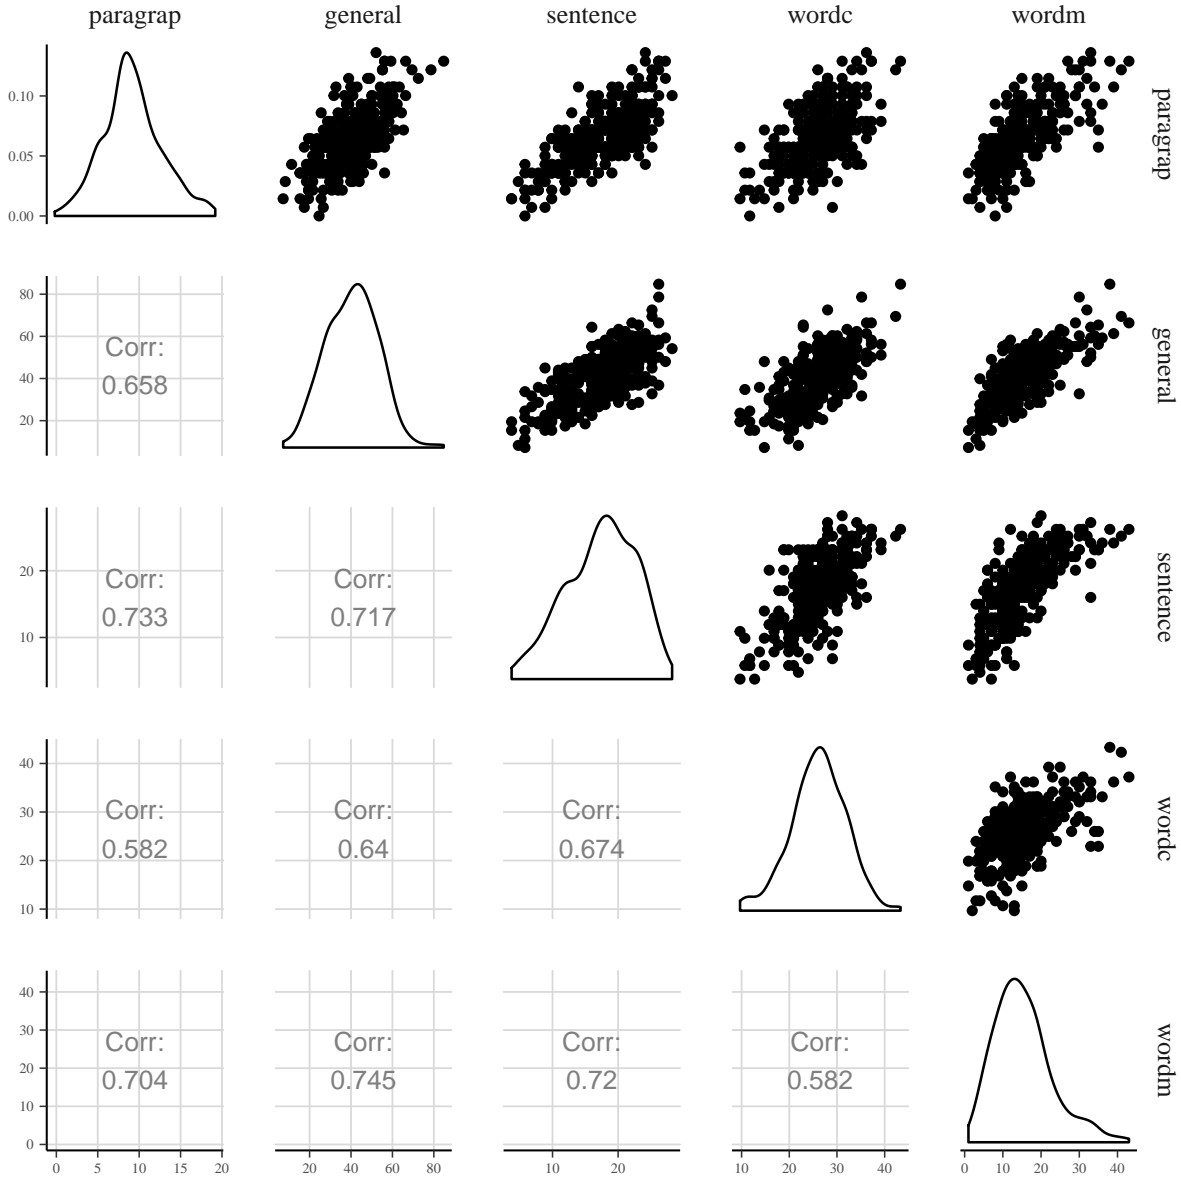 paragrap general sentence wordc wordm
0.10
0.05
0.00
paragrap
80
60
40
20
Corr:
0.658
general
20
10
Corr: Corr:
0.733 0.717
sentence
40
30
20
10
Corr: Corr: Corr:
0.582 0.64 0.674
wordc
40
30
20
10
0
Corr: Corr: Corr: Corr:
0.704 0.745 0.72 0.582
wordm
0 5 10 15 20 20 40 60 80 10 20 10 20 30 40 0 10 20 30 40